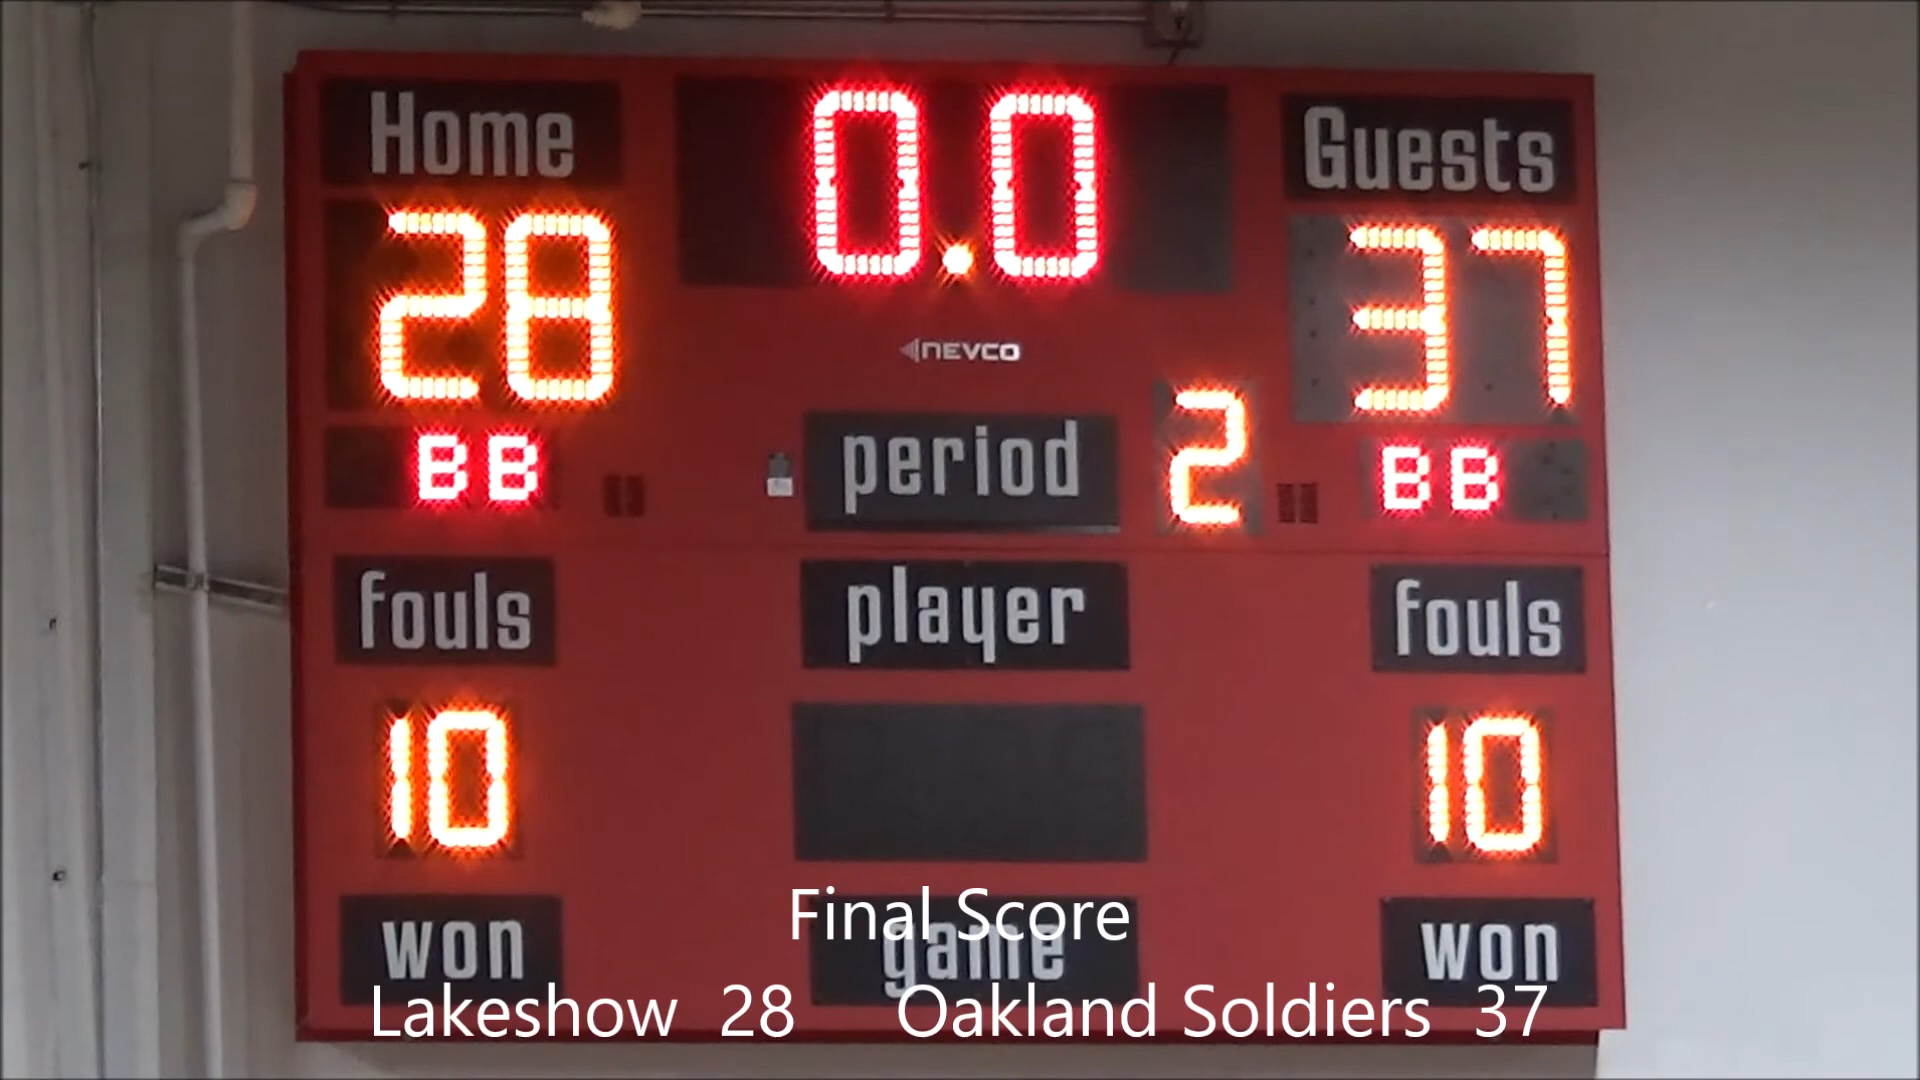 Home 0.0 Guests
28 37
NEVCO
BB period 2 BB
fouls player fouls
10 10
won game won
Final Score
Lakeshow 28 Oakland Soldiers 37